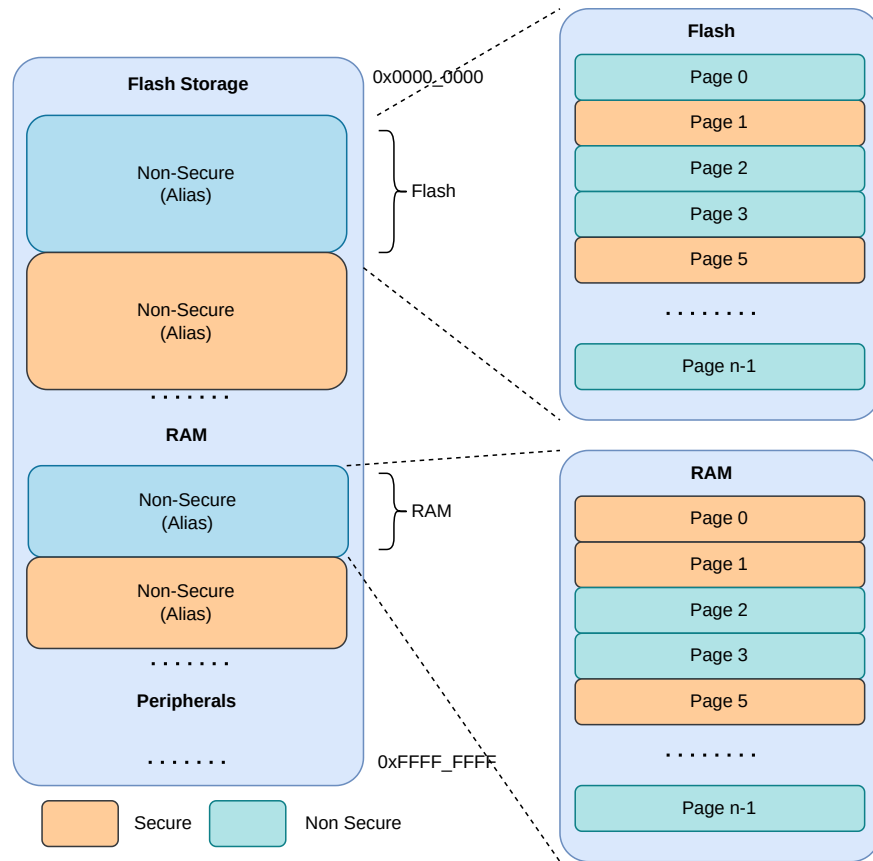 Flash Storage
0x0000_0000
Non-Secure
(Alias)
Flash
Non-Secure
(Alias)
. . . . . . .
RAM
Non-Secure
(Alias)
RAM
Non-Secure
(Alias)
. . . . . . .
Peripherals
. . . . . . .
0xFFFF_FFFF
Secure
Non Secure
Flash
Page 0
Page 1
Page 2
Page 3
Page 5
. . . . . . . .
Page n-1
RAM
Page 0
Page 1
Page 2
Page 3
Page 5
. . . . . . . .
Page n-1